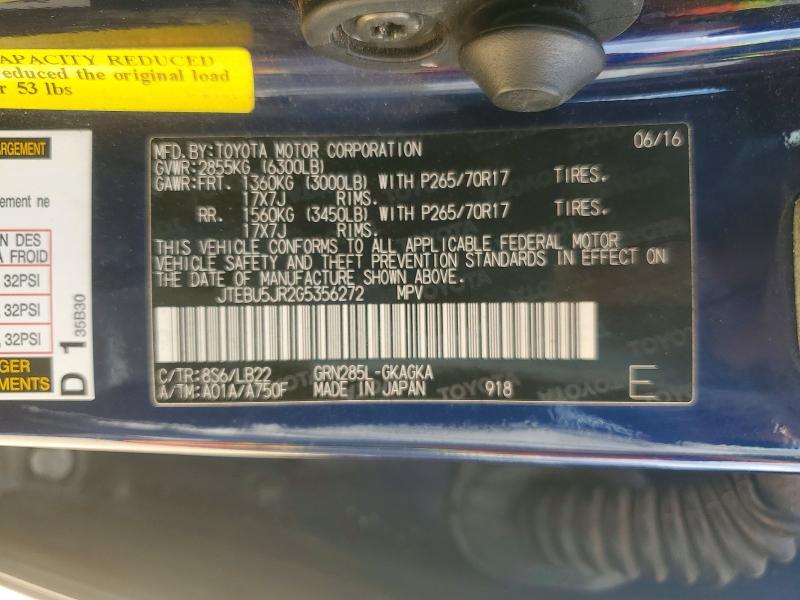 CAPACITY REDUCED
reduced the original load
r 53 lbs
ARGEMENT
ement ne
N DES
A FROID
32PSI
32PSI
, 32PSI
GER
EMENTS
D 1
35B30
06/16
MFD.BY:TOYOTA MOTOR CORPORATION
GVWR:2855KG (6300LB)
GAWR:FRT. 1360KG (3000LB) WITH P265/70R17 TIRES.
17X7J RIMS.
RR. 1560KG (3450LB) WITH P265/70R17 TIRES.
17X7J RIMS.
THIS VEHICLE CONFORMS TO ALL APPLICABLE FEDERAL MOTOR
VEHICLE SAFETY AND THEFT PREVENTION STANDARDS IN EFFECT ON
THE DATE OF MANUFACTURE SHOWN ABOVE.
JTEBU5JR2G5356272 MPV
C/TR:8S6/LB22 GRN285L-GKAGKA
A/TM:A01A/A750F MADE IN JAPAN 918 E